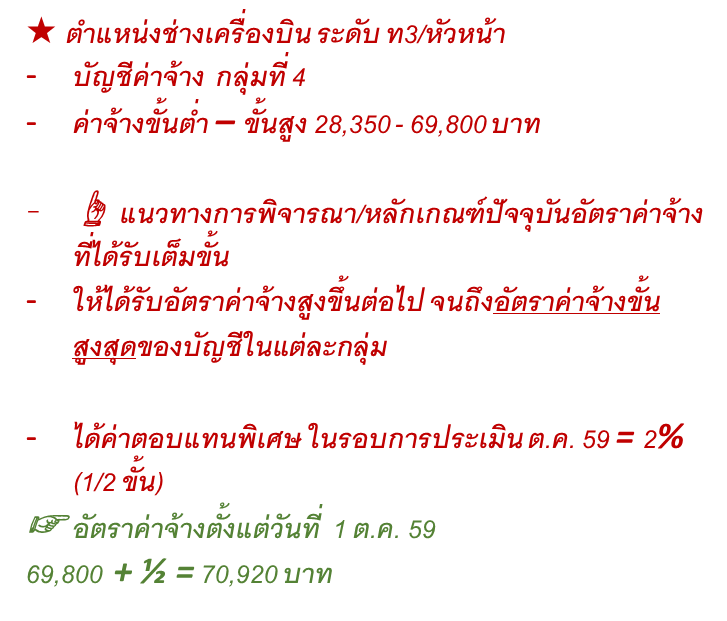 ★ ตำแหน่งช่างเครื่องบิน ระดับ ท3/หัวหน้า
- บัญชีค่าจ้าง กลุ่มที่ 4
- ค่าจ้างขั้นต่ำ – ขั้นสูง 28,350 - 69,800 บาท
- ☝ แนวทางการพิจารณา/หลักเกณฑ์ปัจจุบันอัตราค่าจ้าง
ที่ได้รับเต็มขั้น
- ให้ได้รับอัตราค่าจ้างสูงขึ้นต่อไป จนถึงอัตราค่าจ้างขั้น
สูงสุดของบัญชีในแต่ละกลุ่ม
- ได้ค่าตอบแทนพิเศษ ในรอบการประเมิน ต.ค. 59 = 2%
(1/2 ขั้น)
☞ อัตราค่าจ้างตั้งแต่วันที่ 1 ต.ค. 59
69,800 + ½ = 70,920 บาท